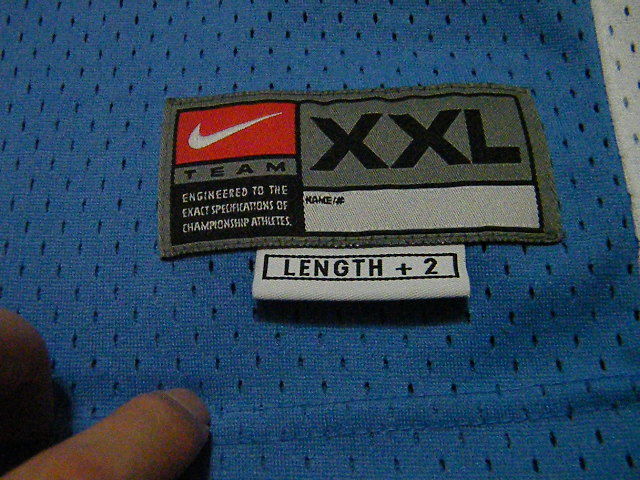 TEAM
ENGINEERED TO THE
EXACT SPECIFICATIONS OF
CHAMPIONSHIP ATHLETES.
XXL
NAME/#
LENGTH + 2